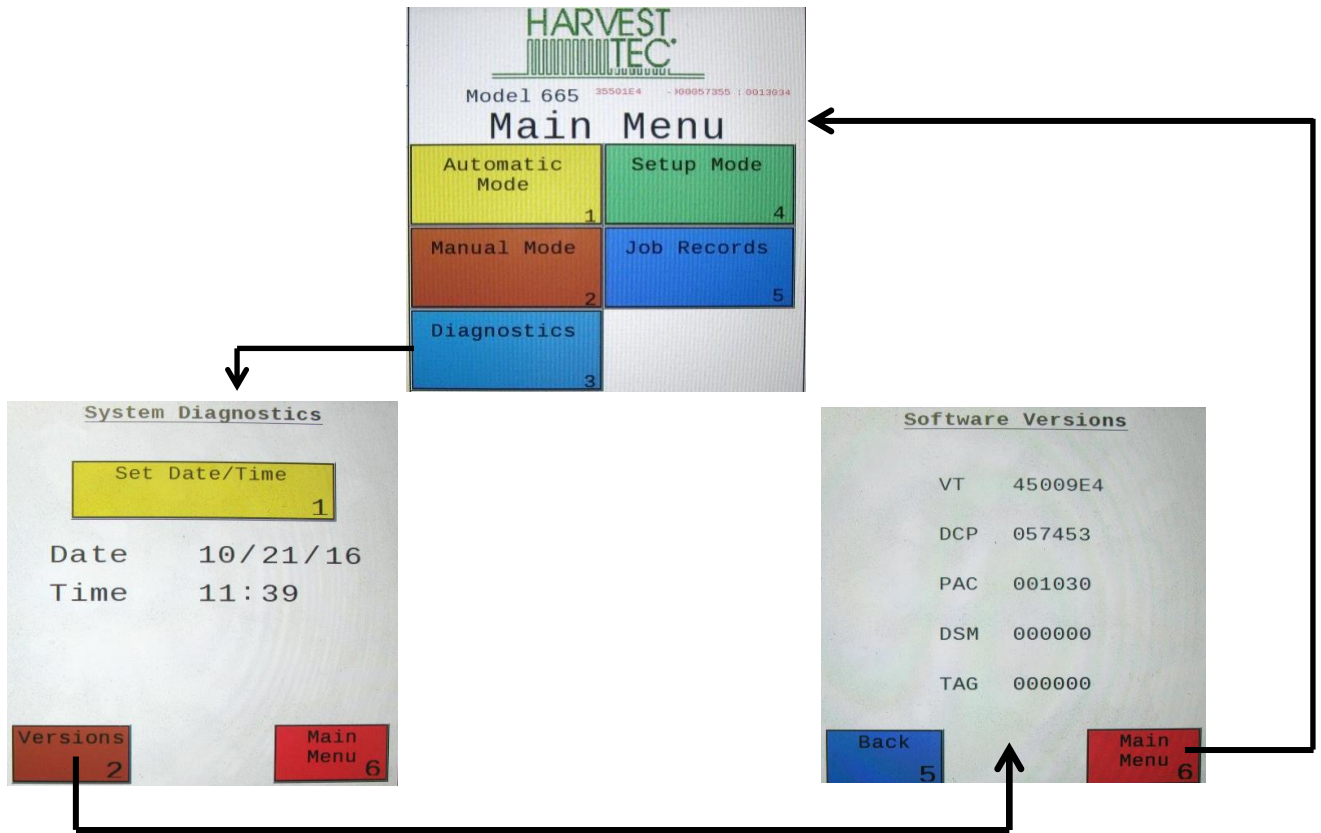 HARVEST
TEC
Model 665 35501E4 : 0013034
Main Menu
Automatic
Mode
1
Setup Mode
4
Manual Mode
2
Job Records
5
Diagnostics
3
System Diagnostics
Set Date/Time
1
Date 10/21/16
Time 11:39
Versions
2
Main
Menu
6
Software Versions
VT 45009E4
DCP 057453
PAC 001030
DSM 000000
TAG 000000
Back
5
Main
Menu
6